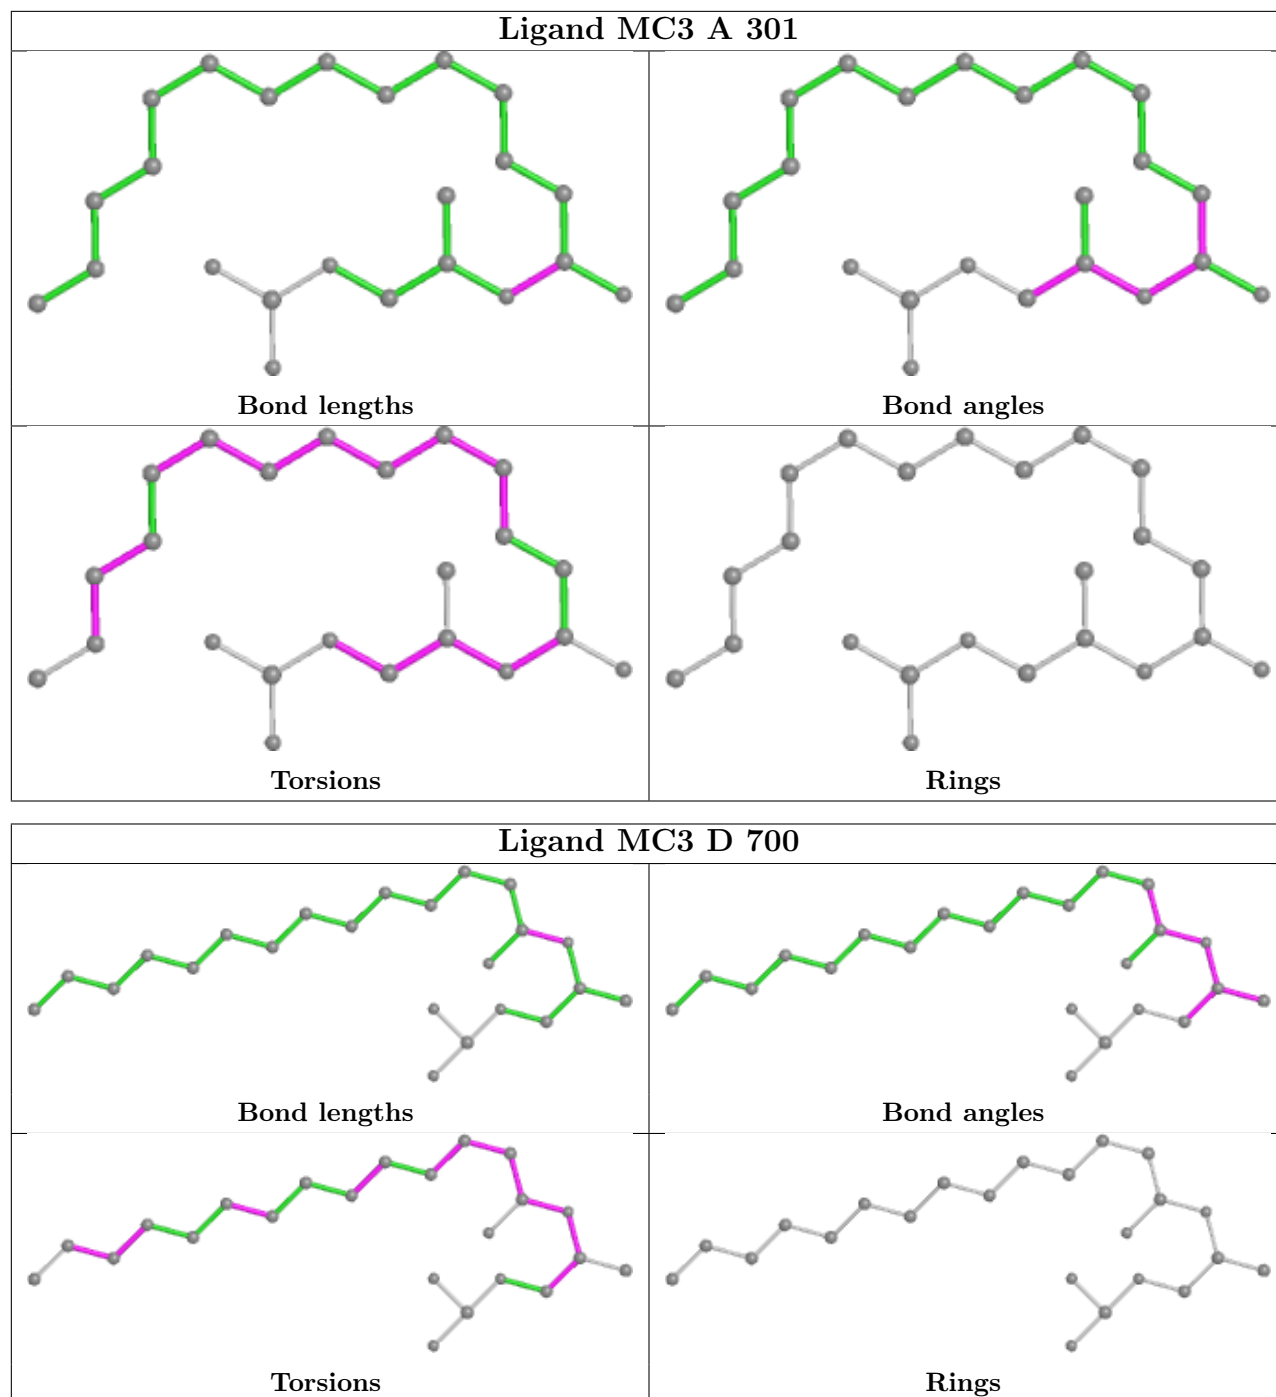 Ligand MC3 A 301
Bond lengths
Bond angles
Torsions
Rings
Ligand MC3 D 700
Bond lengths
Bond angles
Torsions
Rings